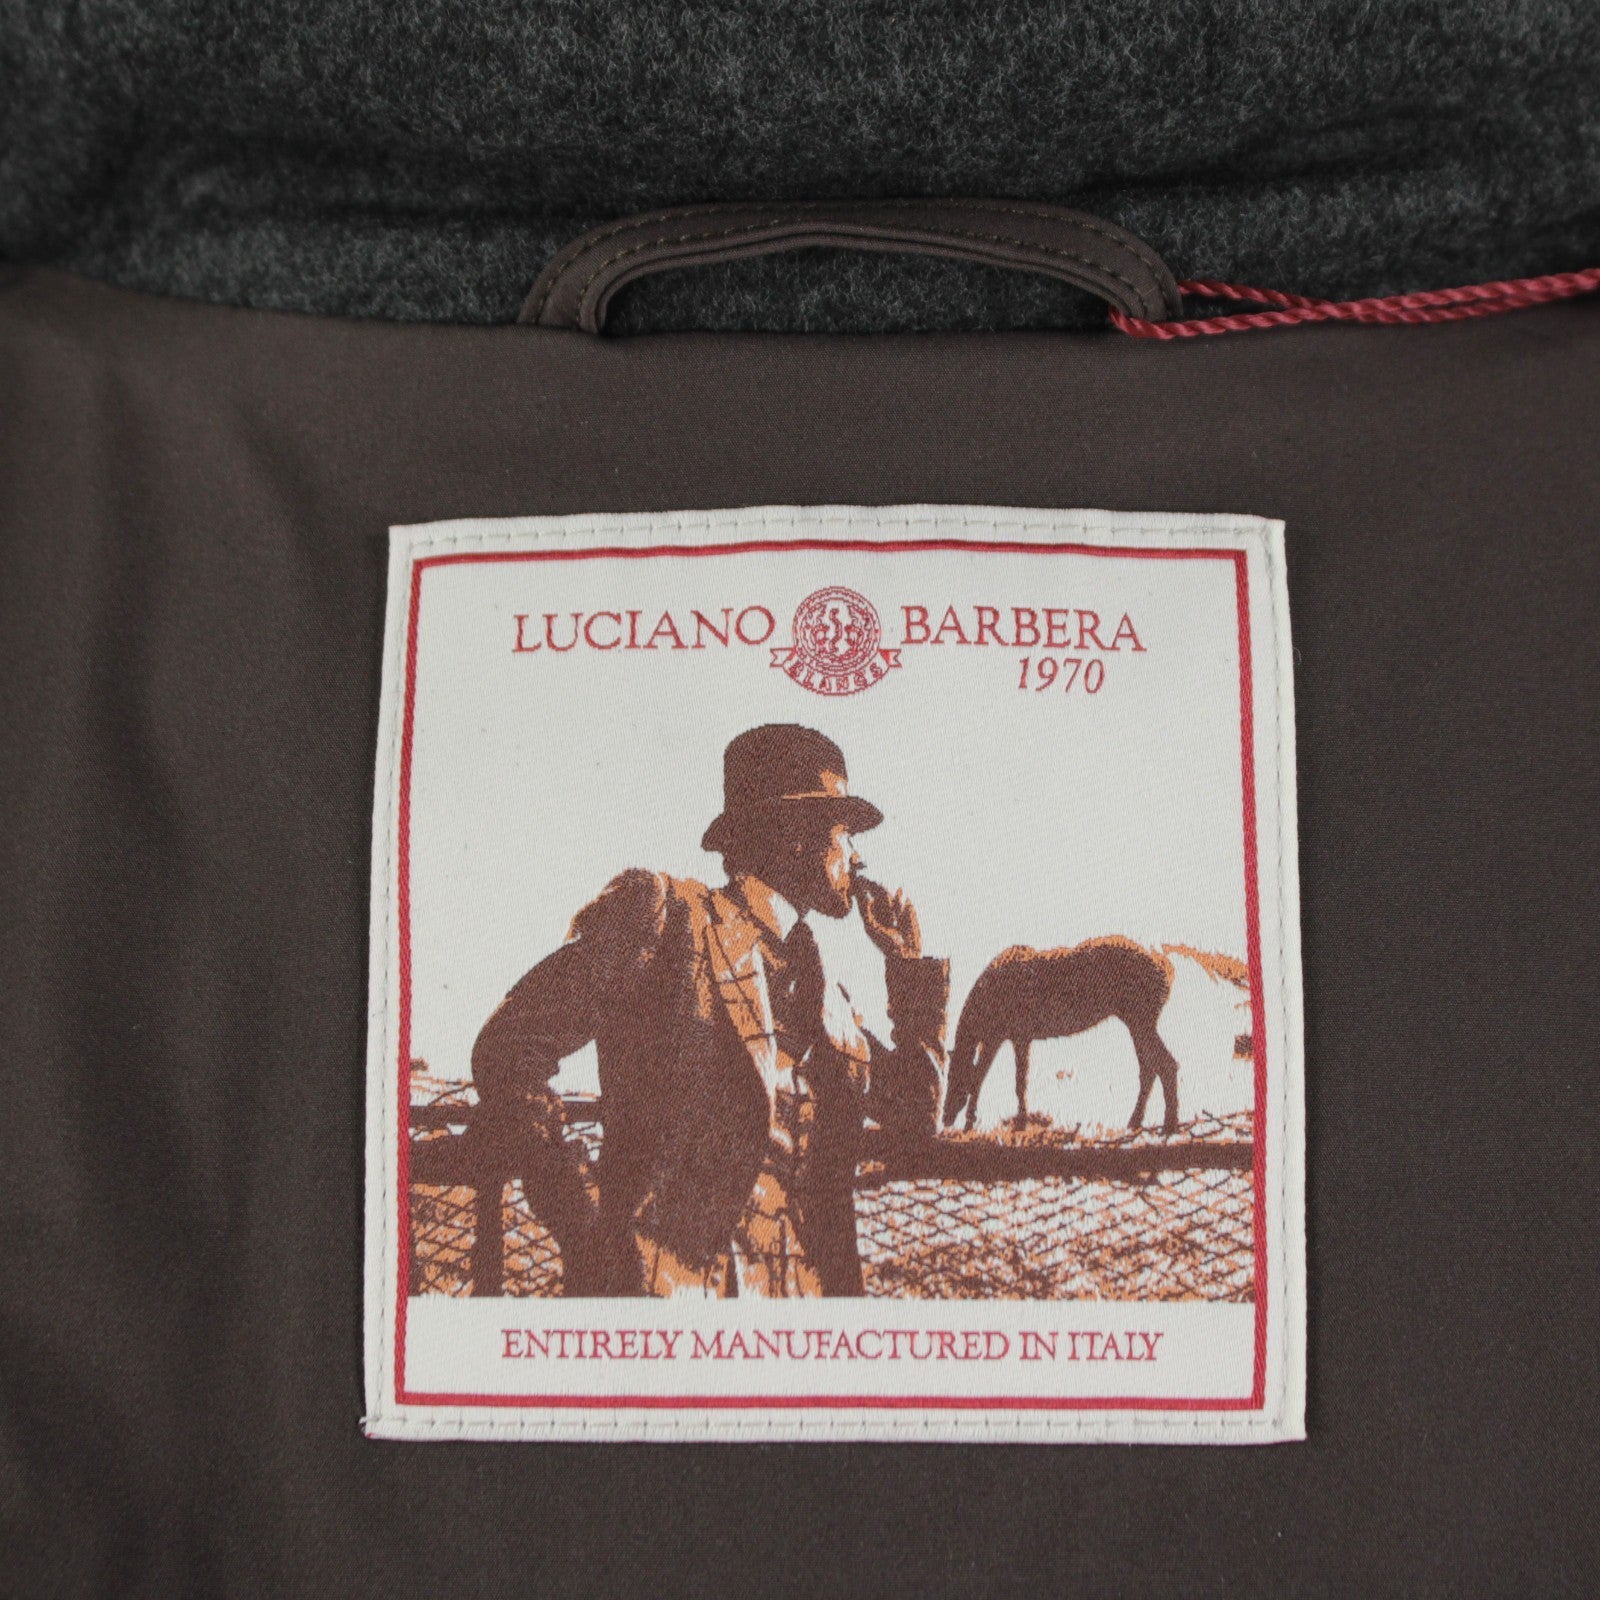 LUCIANO BARBERA
1970
ENTIRELY MANUFACTURED IN ITALY